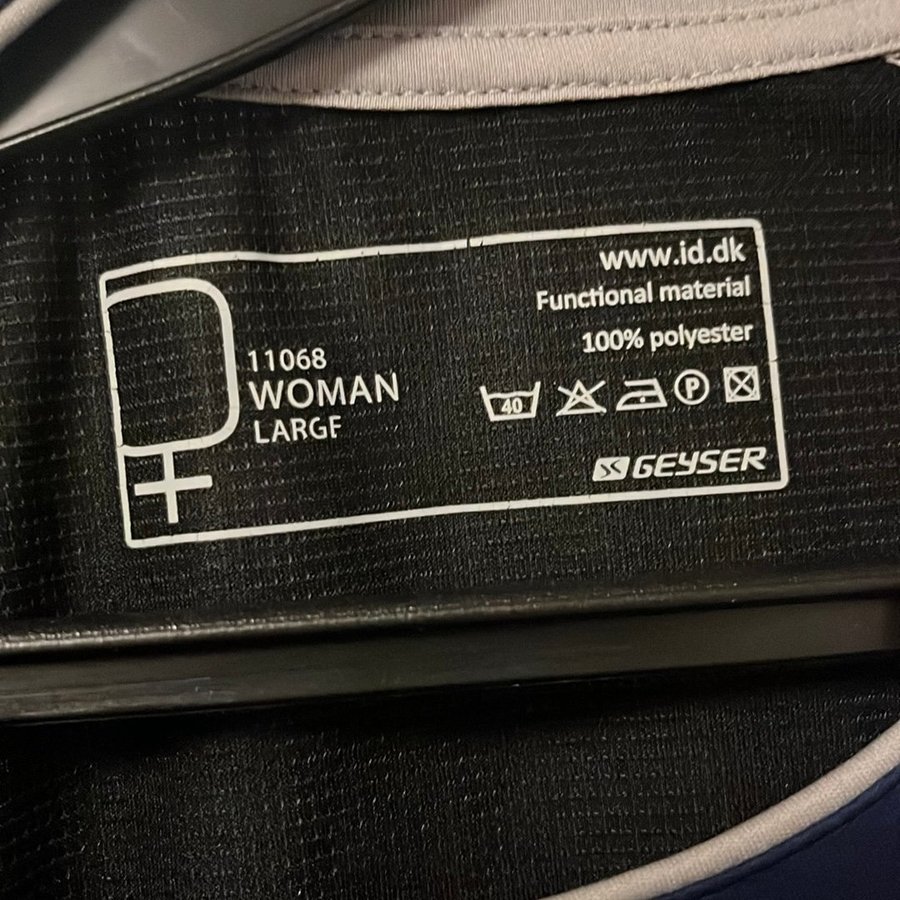 www.id.dk
Functional material
100% polyester
11068
WOMAN
LARGE
40
P
GEYSER